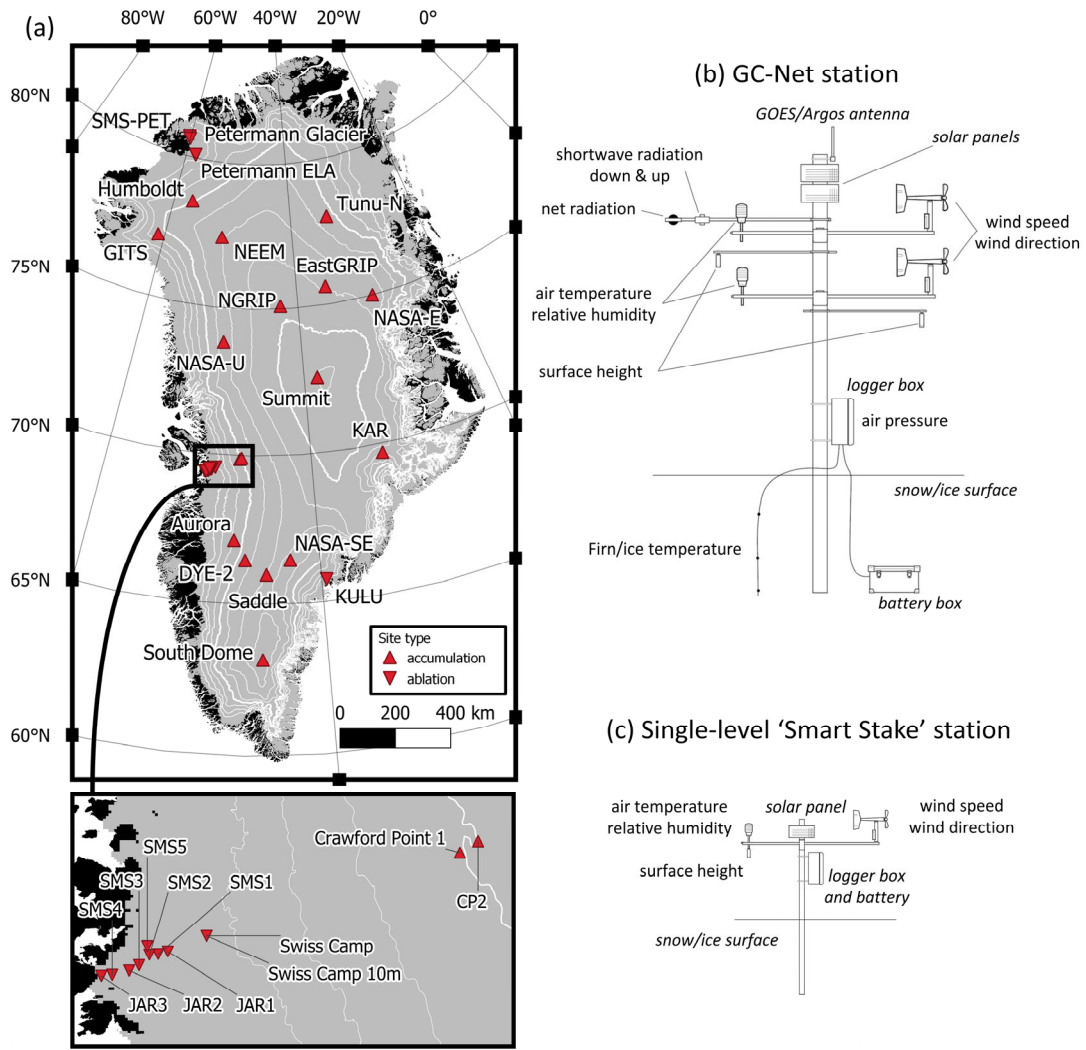 (a)
80°W 60°W 40°W 20°W 0°
80°N
75°N
70°N
65°N
60°N
SMS-PET
Petermann Glacier
Petermann ELA
Humboldt
Tunu-N
GITS
NEEM
EastGRIP
NGRIP
NASA-E
NASA-U
Summit
KAR
Aurora
NASA-SE
DYE-2
Saddle
KULU
South Dome
Site type
accumulation
ablation
0 200 400 km
Crawford Point 1
CP2
SMS5
SMS3
SMS2
SMS1
SMS4
Swiss Camp
Swiss Camp 10m
JAR3
JAR2
JAR1
(b) GC-Net station
GOES/Argos antenna
solar panels
shortwave radiation
down & up
net radiation
wind speed
wind direction
air temperature
relative humidity
surface height
logger box
air pressure
snow/ice surface
Firn/ice temperature
battery box
(c) Single-level ‘Smart Stake’ station
air temperature
relative humidity
solar panel
wind speed
wind direction
surface height
logger box
and battery
snow/ice surface